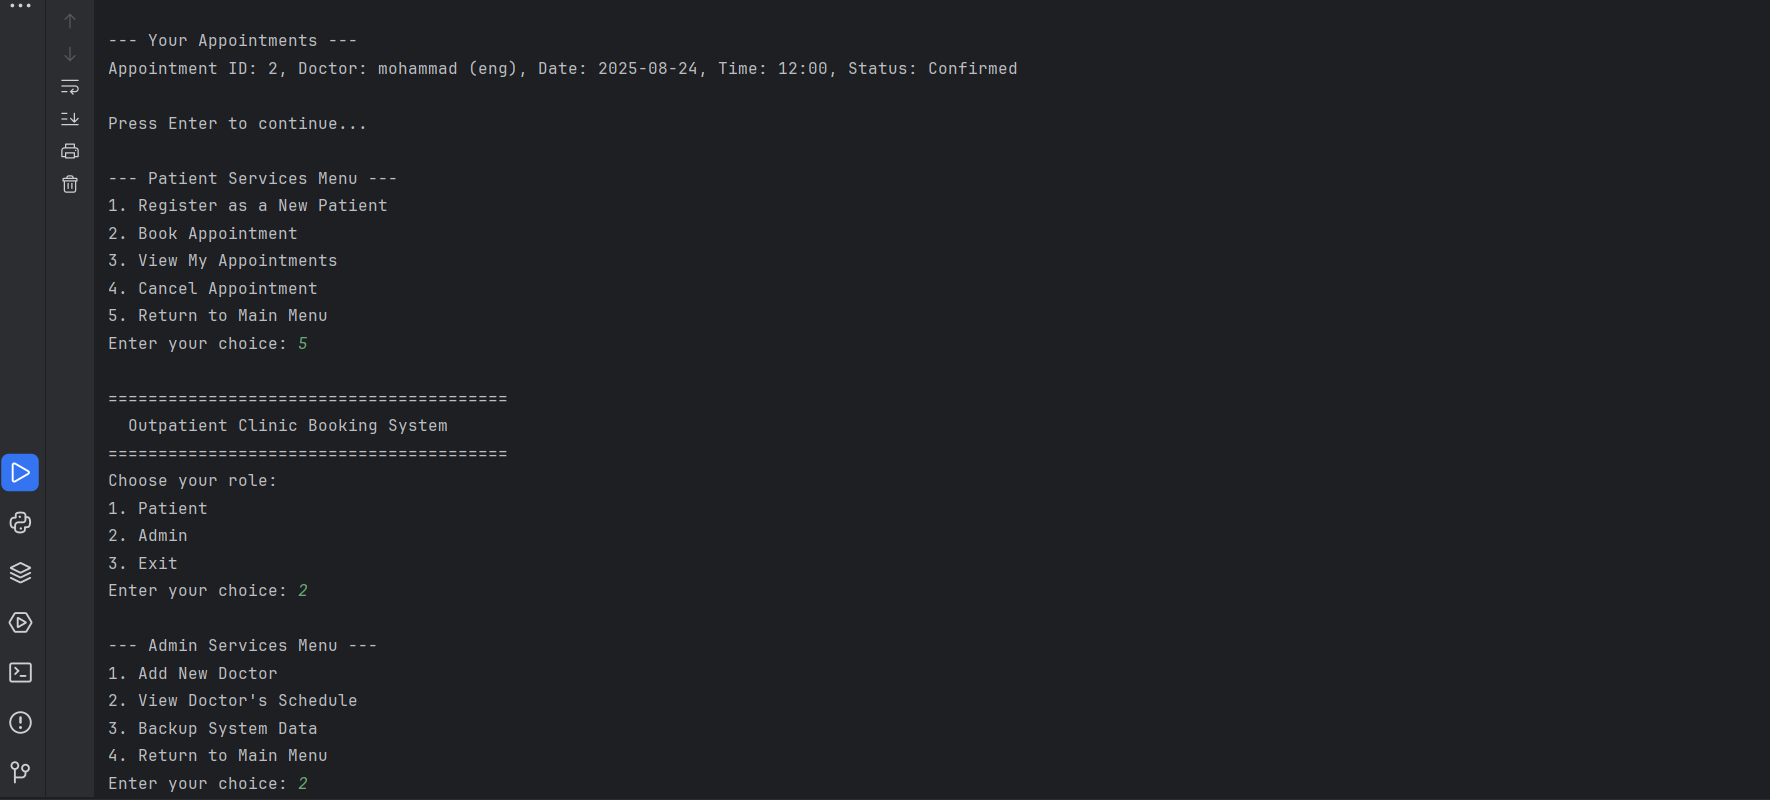 --- Your Appointments ---
Appointment ID: 2, Doctor: mohammad (eng), Date: 2025-08-24, Time: 12:00, Status: Confirmed
Press Enter to continue...
--- Patient Services Menu ---
1. Register as a New Patient
2. Book Appointment
3. View My Appointments
4. Cancel Appointment
5. Return to Main Menu
Enter your choice: 5
========================================
Outpatient Clinic Booking System
========================================
Choose your role:
1. Patient
2. Admin
3. Exit
Enter your choice: 2
--- Admin Services Menu ---
1. Add New Doctor
2. View Doctor's Schedule
3. Backup System Data
4. Return to Main Menu
Enter your choice: 2